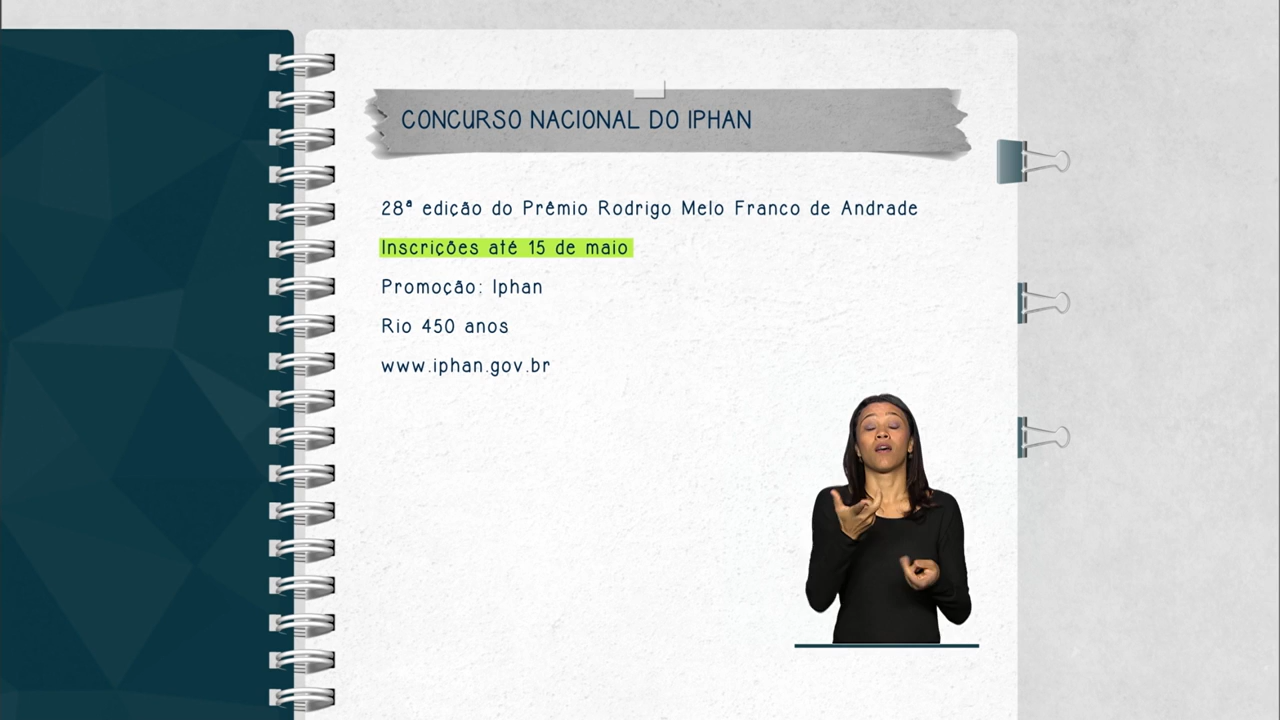 CONCURSO NACIONAL DO IPHAN
28ª edição do Prêmio Rodrigo Melo Franco de Andrade
Inscrições até 15 de maio
Promoção: Iphan
Rio 450 anos
www.iphan.gov.br